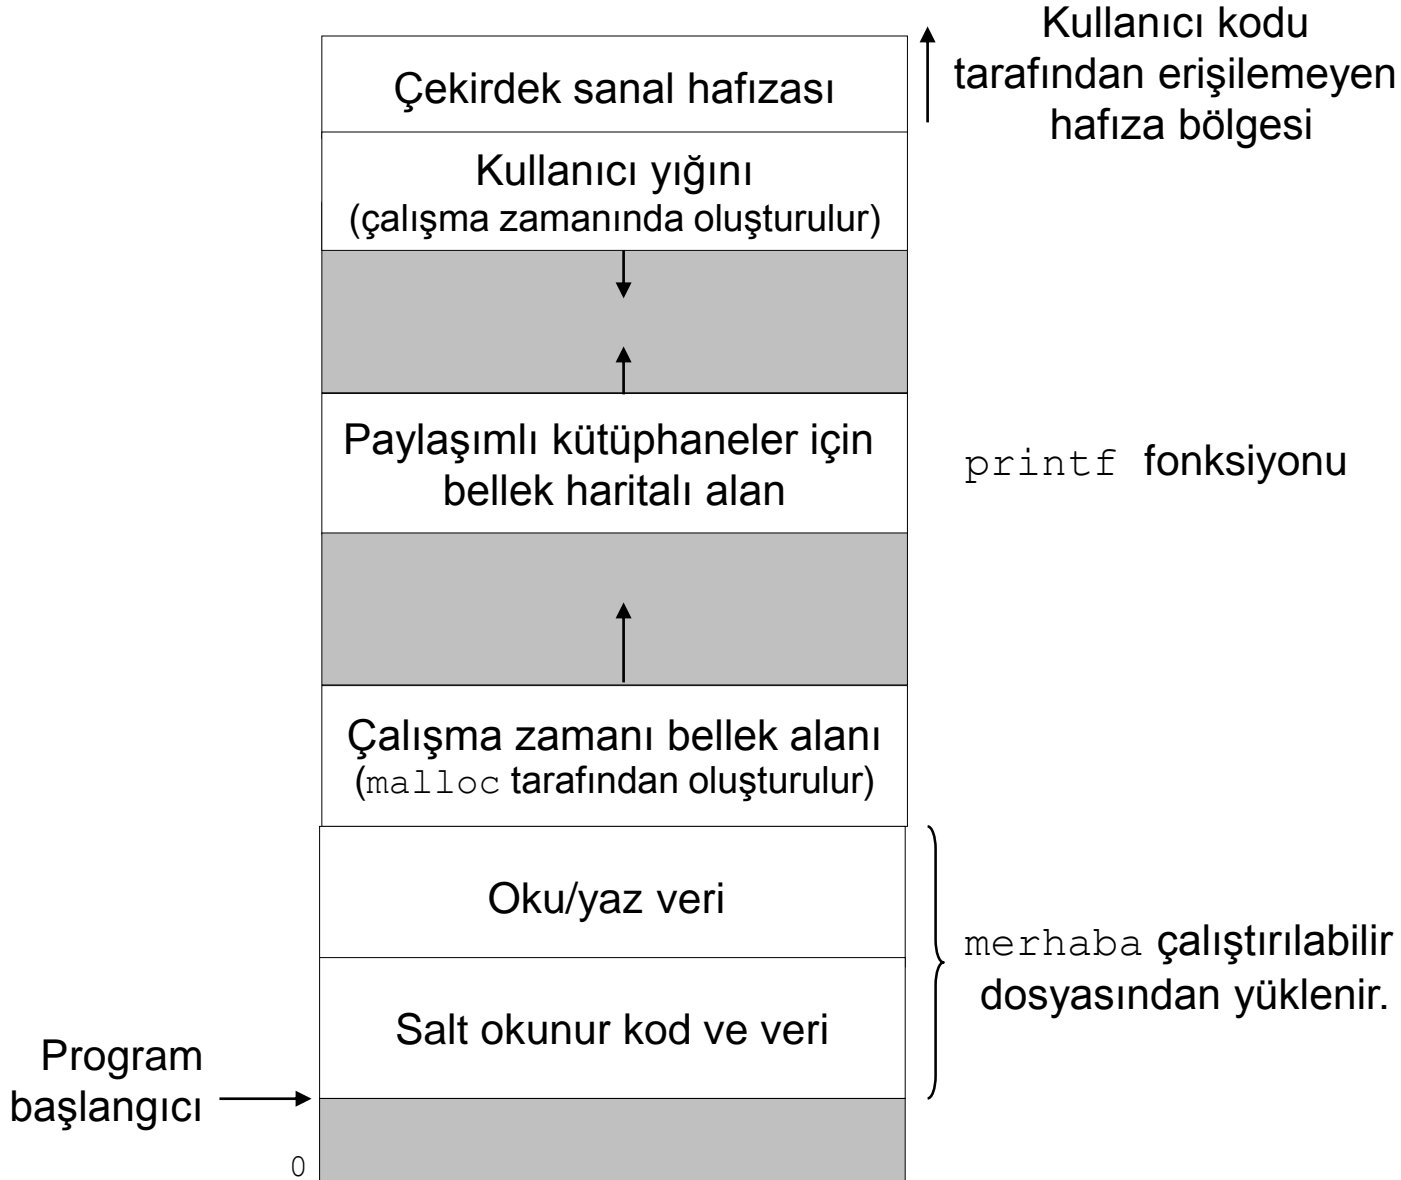 Kullanıcı kodu
tarafından erişilemeyen
hafıza bölgesi
Çekirdek sanal hafızası
Kullanıcı yığını
(çalışma zamanında oluşturulur)
Paylaşımlı kütüphaneler için
bellek haritalı alan
printf fonksiyonu
Çalışma zamanı bellek alanı
(malloc tarafından oluşturulur)
Oku/yaz veri
merhaba çalıştırılabilir
dosyasından yüklenir.
Salt okunur kod ve veri
Program
başlangıcı
0